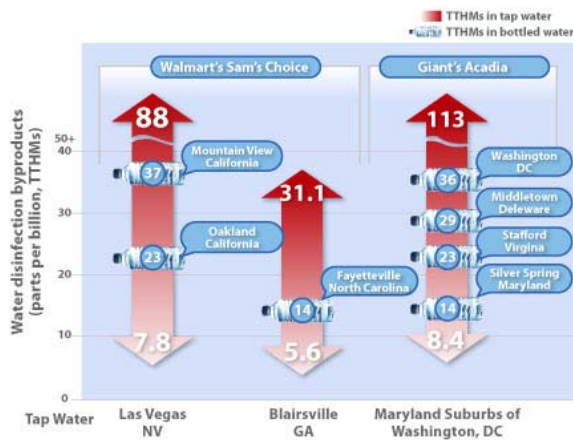 TTHMs in tap water
TTHMs in bottled water
Walmart's Sam's Choice
Giant's Acadia
Water disinfection byproducts
(parts per billion, TTHMs)
50+
40
30
20
10
0
88
37
Mountain View
California
23
Oakland
California
7.8
31.1
14
Fayetteville
North Carolina
5.6
113
36
Washington
DC
29
Middletown
Deleware
23
Stafford
Virgina
14
Silver Spring
Maryland
8.4
Tap Water
Las Vegas
NV
Blairsville
GA
Maryland Suburbs of
Washington, DC